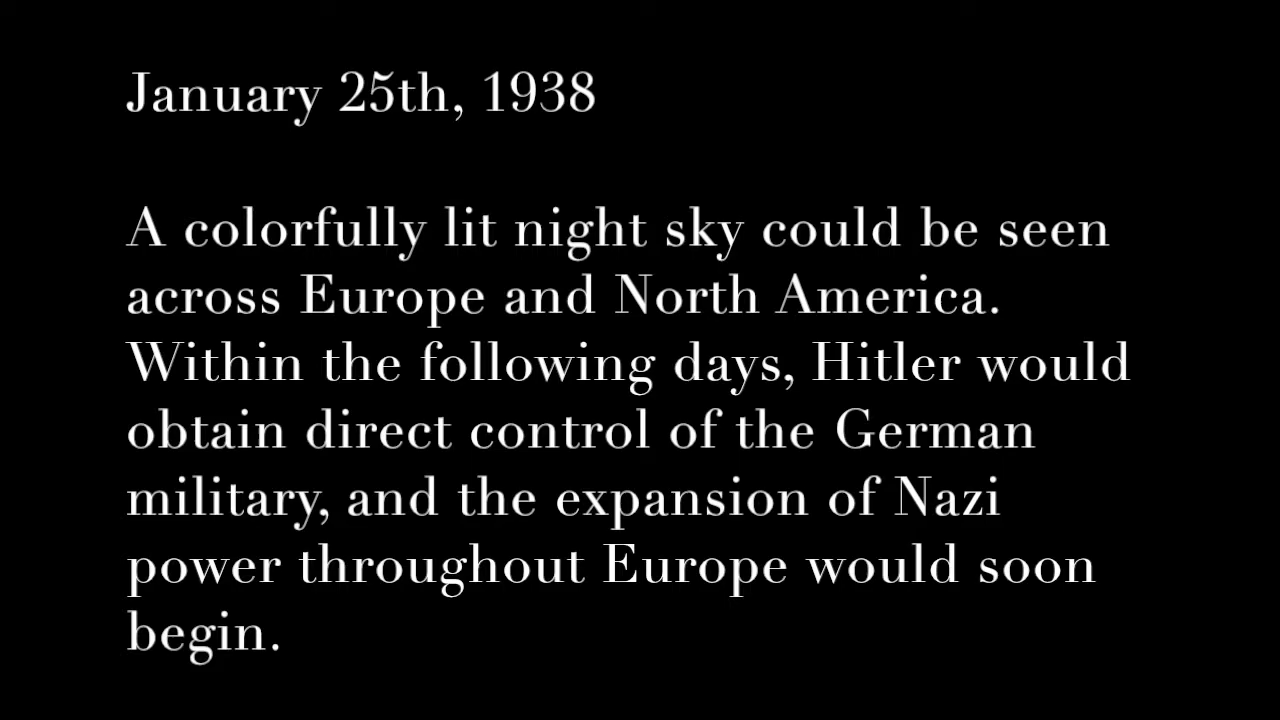 January 25th, 1938
A colorfully lit night sky could be seen
across Europe and North America.
Within the following days, Hitler would
obtain direct control of the German
military, and the expansion of Nazi
power throughout Europe would soon
begin.